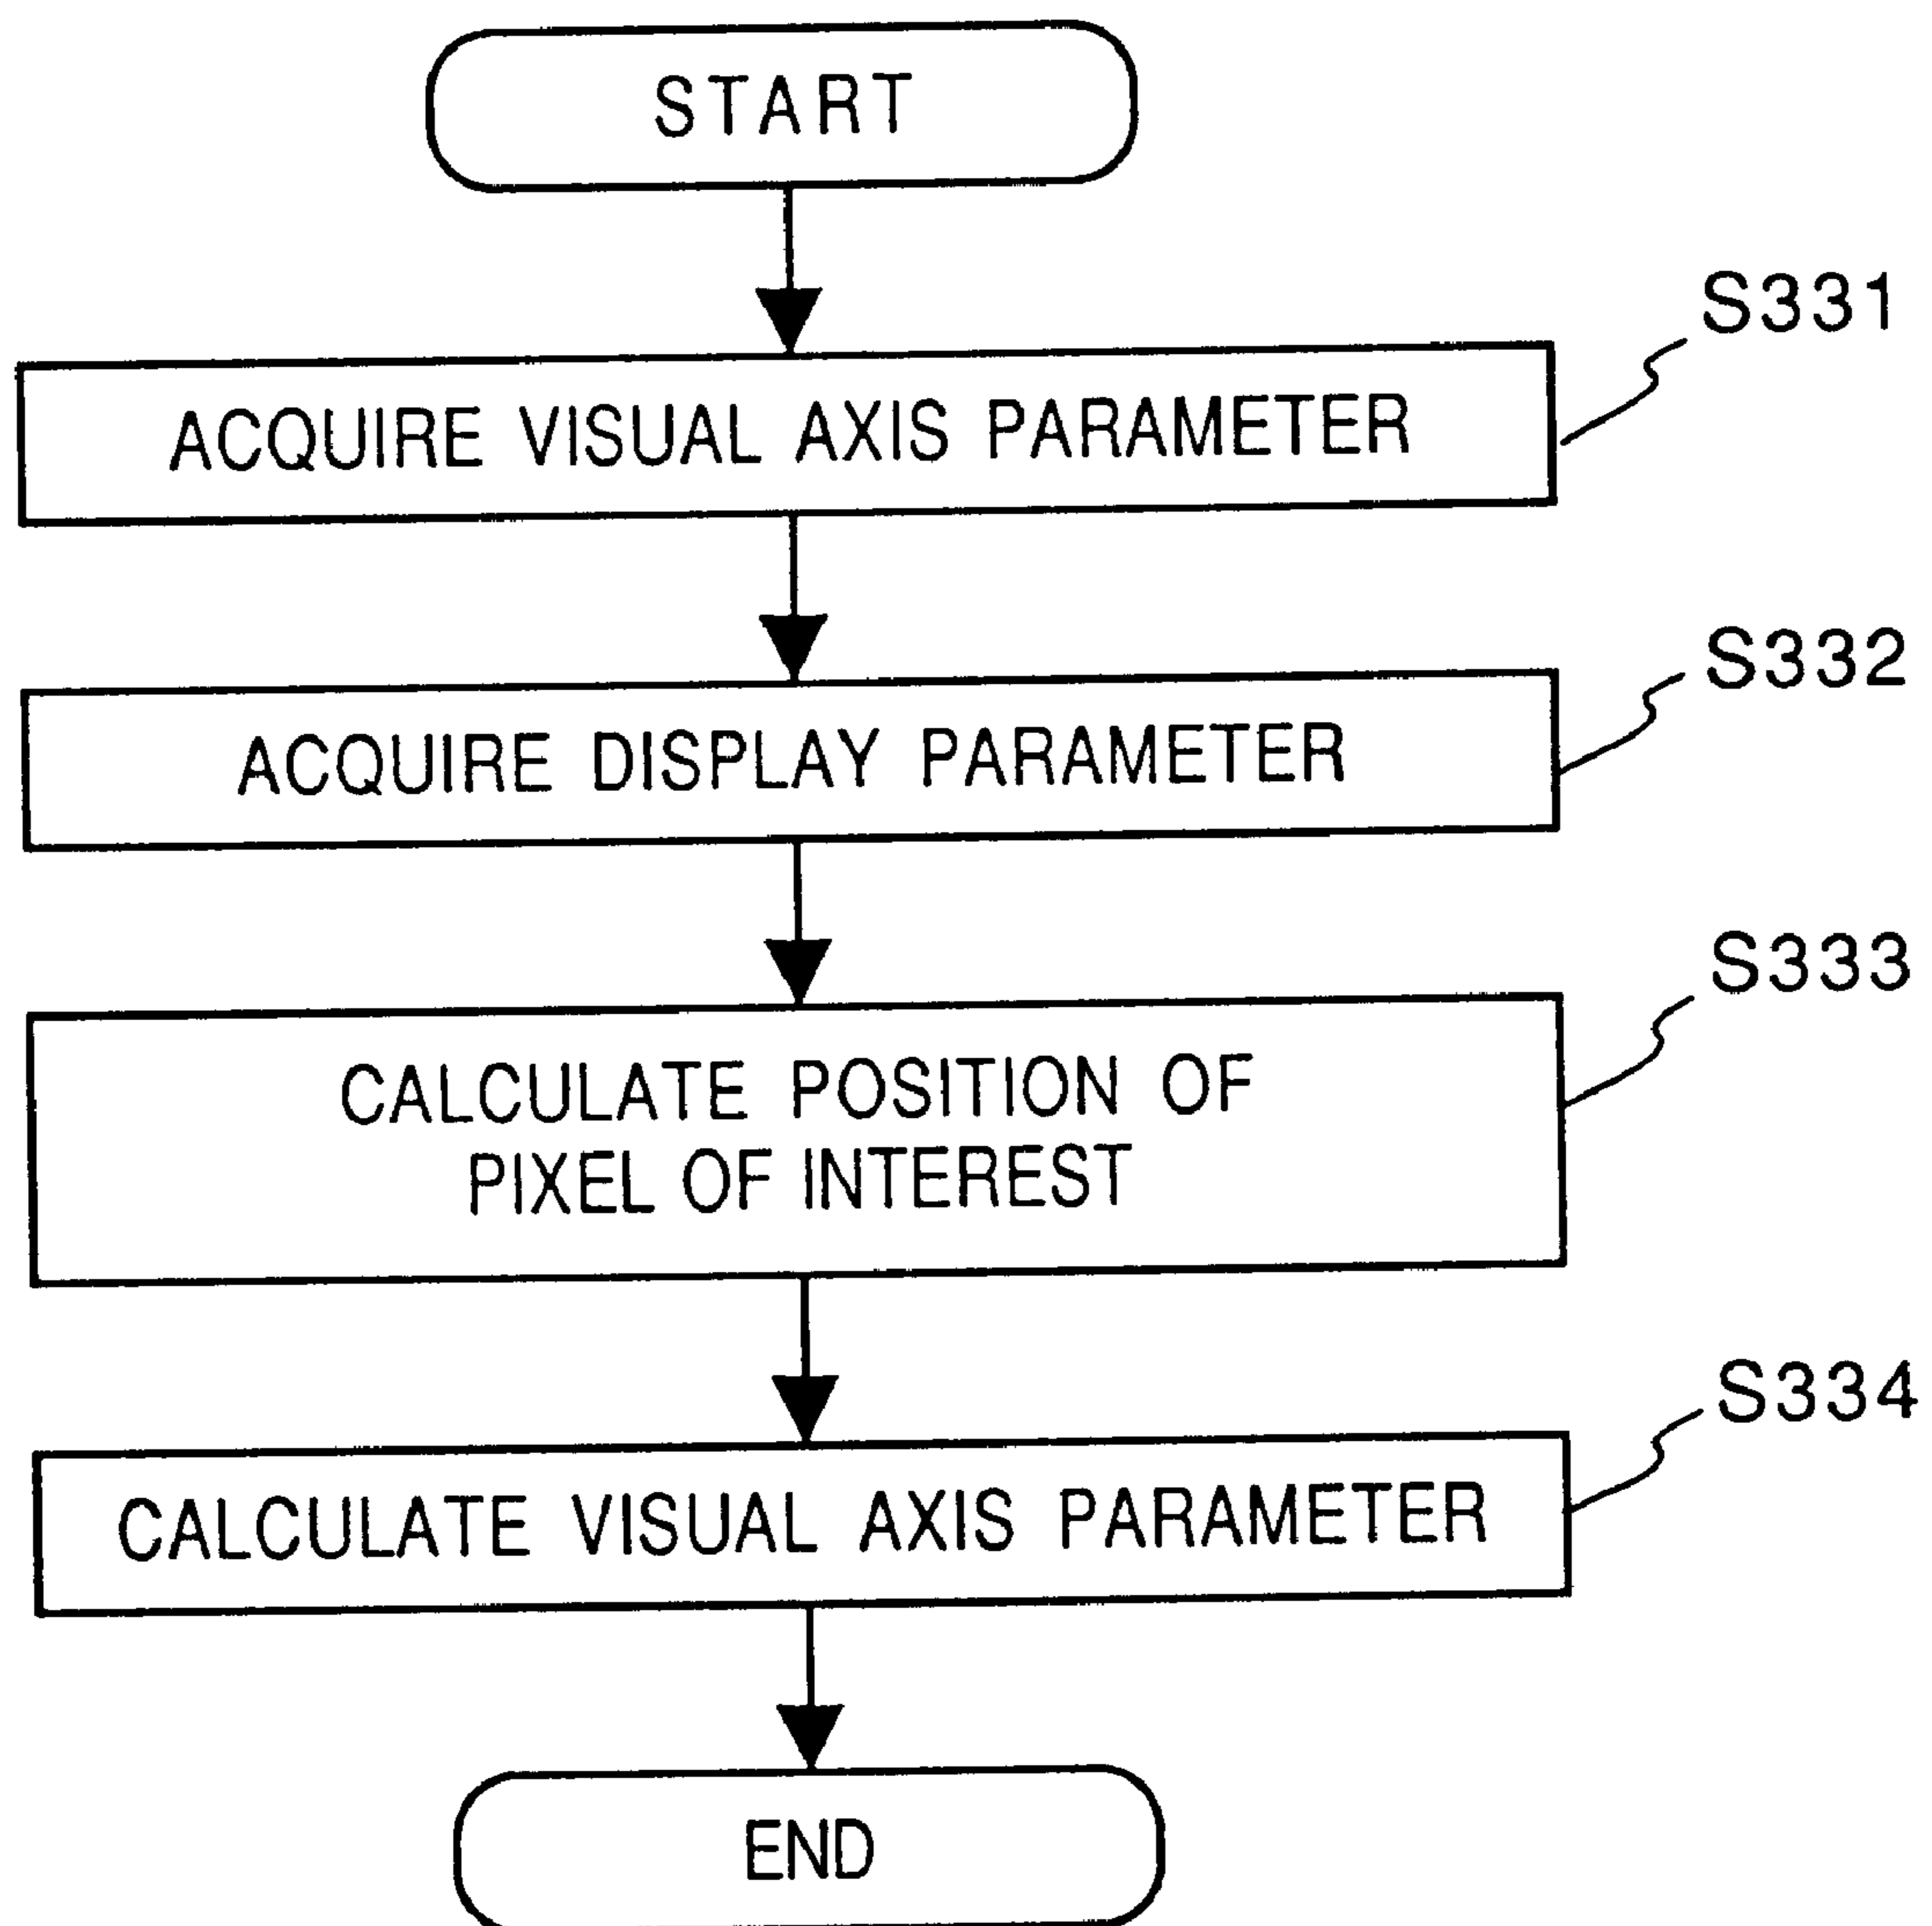 START
S331
ACQUIRE VISUAL AXIS PARAMETER
S332
ACQUIRE DISPLAY PARAMETER
S333
CALCULATE POSITION OF
PIXEL OF INTEREST
S334
CALCULATE VISUAL AXIS PARAMETER
END